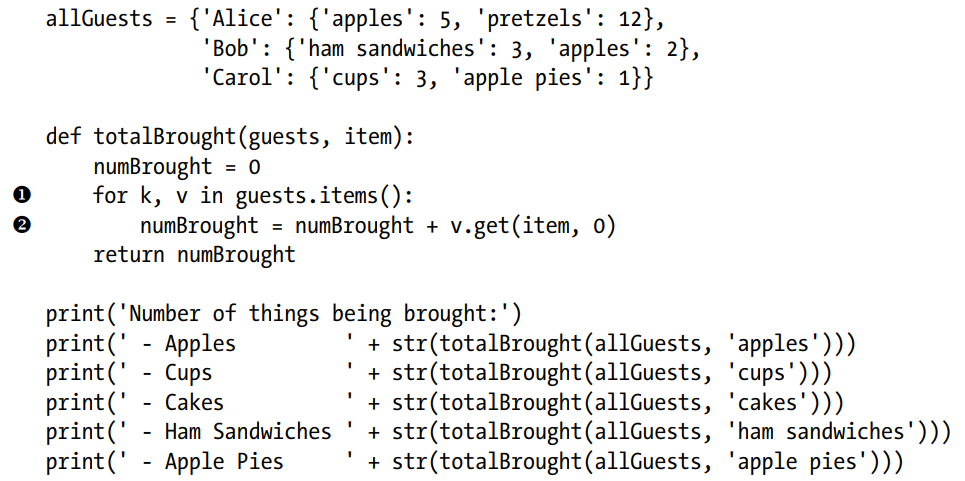 allGuests = {'Alice': {'apples': 5, 'pretzels': 12},
             'Bob': {'ham sandwiches': 3, 'apples': 2},
             'Carol': {'cups': 3, 'apple pies': 1}}

def totalBrought(guests, item):
    numBrought = 0
❶   for k, v in guests.items():
❷       numBrought = numBrought + v.get(item, 0)
    return numBrought

print('Number of things being brought:')
print(' - Apples         ' + str(totalBrought(allGuests, 'apples')))
print(' - Cups           ' + str(totalBrought(allGuests, 'cups')))
print(' - Cakes          ' + str(totalBrought(allGuests, 'cakes')))
print(' - Ham Sandwiches ' + str(totalBrought(allGuests, 'ham sandwiches')))
print(' - Apple Pies     ' + str(totalBrought(allGuests, 'apple pies')))